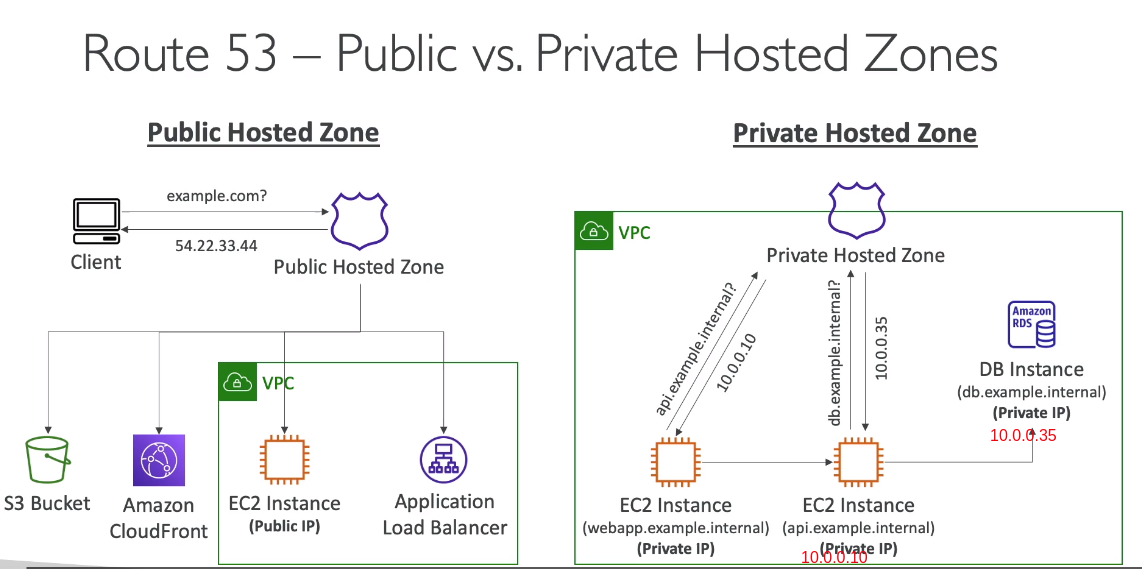 Route 53 – Public vs. Private Hosted Zones
Public Hosted Zone
example.com?
54.22.33.44
Client
Public Hosted Zone
VPC
S3 Bucket
Amazon
CloudFront
EC2 Instance
(Public IP)
Application
Load Balancer
Private Hosted Zone
VPC
Private Hosted Zone
api.example.internal?
10.0.0.10
db.example.internal?
10.0.0.35
Amazon
RDS
DB Instance
(db.example.internal)
(Private IP)
10.0.0.35
EC2 Instance
(webapp.example.internal)
(Private IP)
EC2 Instance
(api.example.internal)
(Private IP)
10.0.0.10